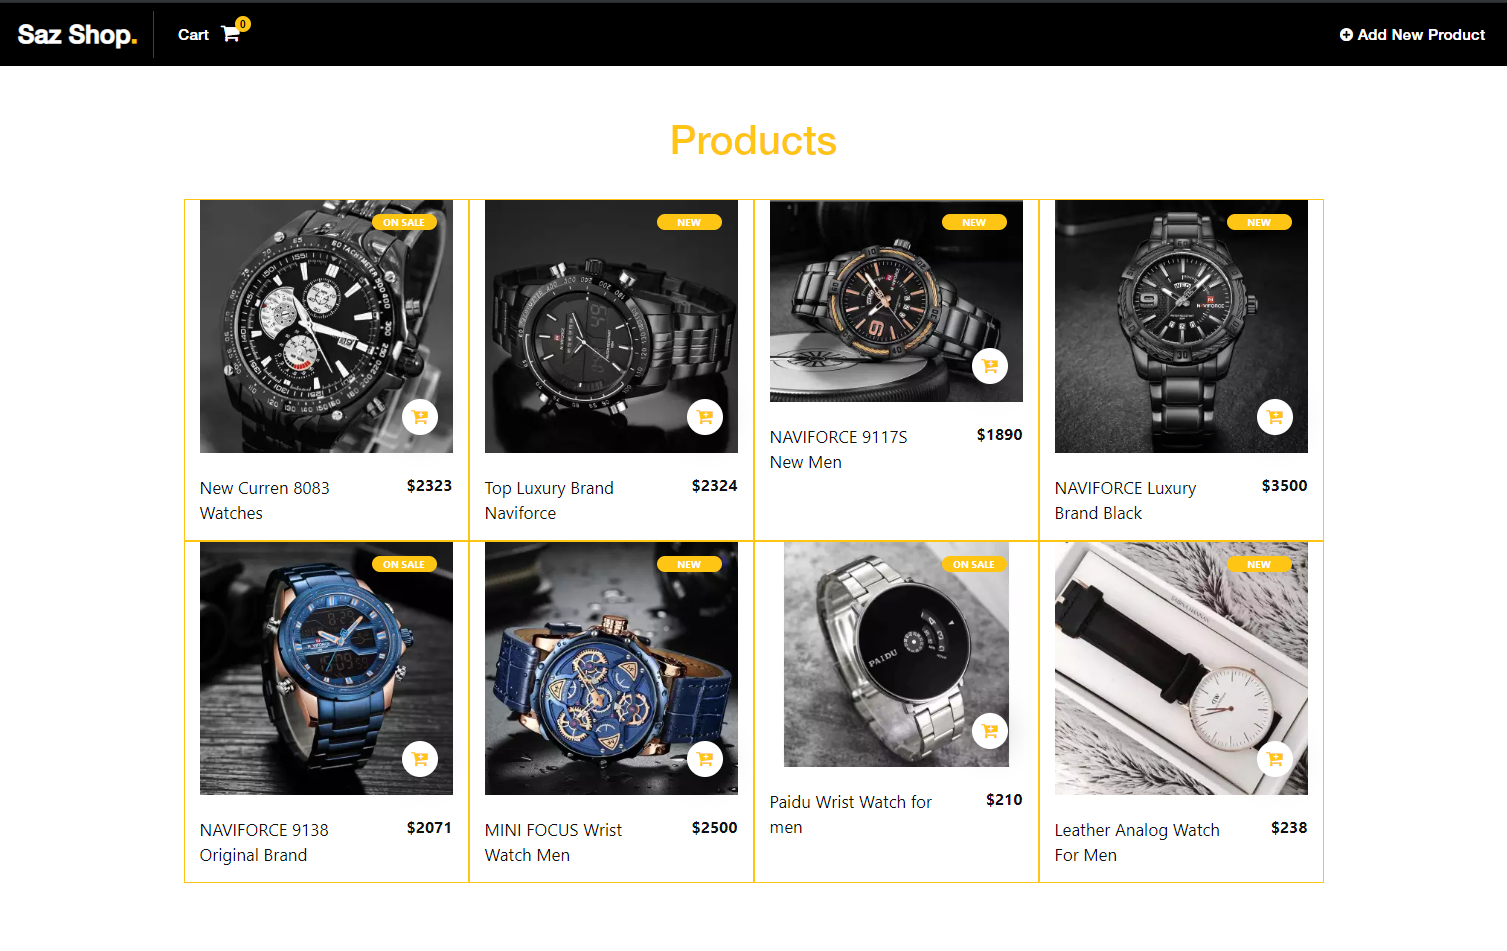 Saz Shop.
Cart
0
Add New Product
Products
ON SALE
New Curren 8083
Watches
$2323
NEW
Top Luxury Brand
Naviforce
$2324
NEW
NAVIFORCE 9117S
New Men
$1890
NEW
NAVIFORCE
NAVIFORCE Luxury
Brand Black
$3500
ON SALE
NAVIFORCE 9138
Original Brand
$2071
NEW
MINI FOCUS Wrist
Watch Men
$2500
ON SALE
PAIDU
Paidu Wrist Watch for
men
$210
NEW
Leather Analog Watch
For Men
$238